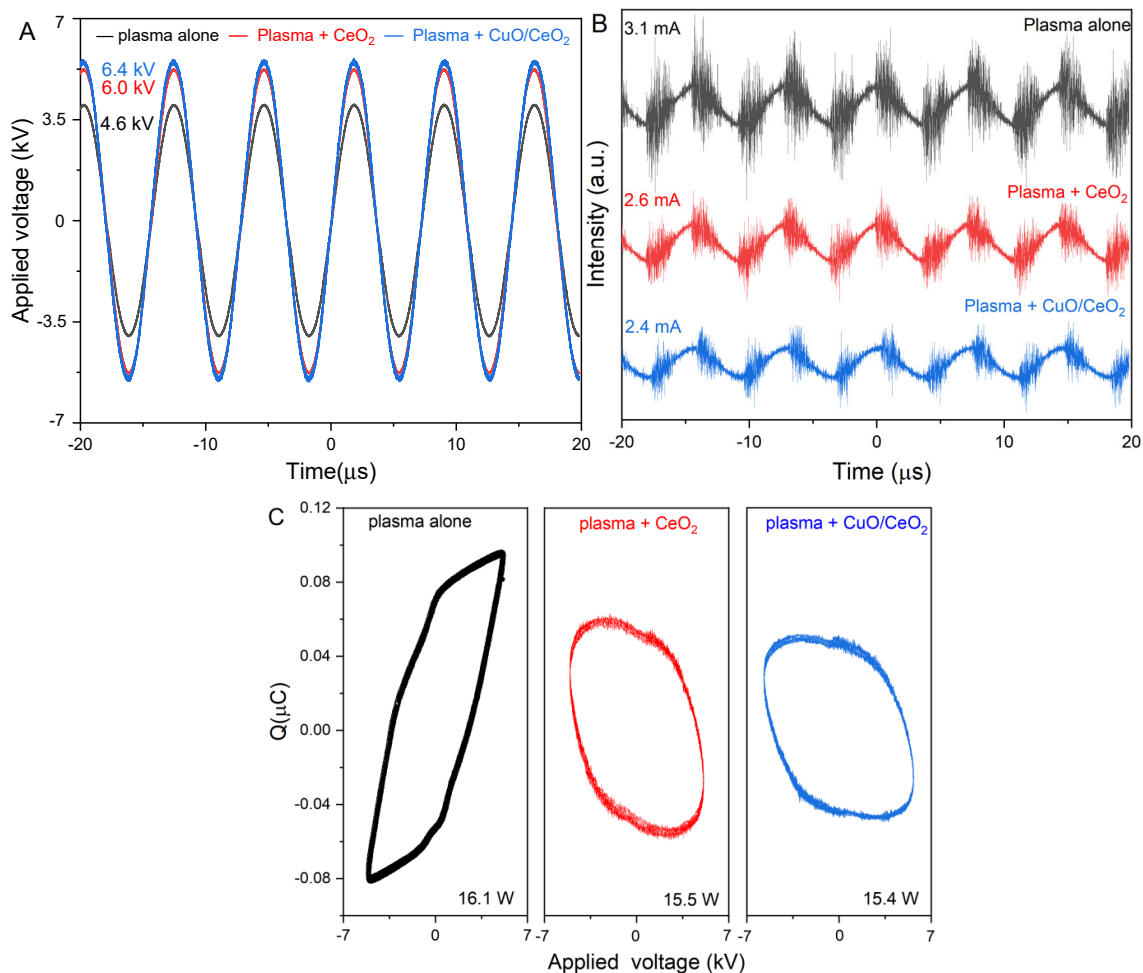 A
plasma alone
Plasma + CeO₂
Plasma + CuO/CeO₂
6.4 kV
6.0 kV
4.6 kV
7
3.5
0
-3.5
-7
Applied voltage (kV)
-20
-10
0
10
20
Time(μs)
B
3.1 mA
Plasma alone
2.6 mA
Plasma + CeO₂
2.4 mA
Plasma + CuO/CeO₂
Intensity (a.u.)
-20
-10
0
10
20
Time (μs)
C
plasma alone
plasma + CeO₂
plasma + CuO/CeO₂
0.12
0.08
0.04
0.00
-0.04
-0.08
Q(μC)
16.1 W
15.5 W
15.4 W
-7
0
7
-7
0
7
-7
0
7
Applied voltage (kV)